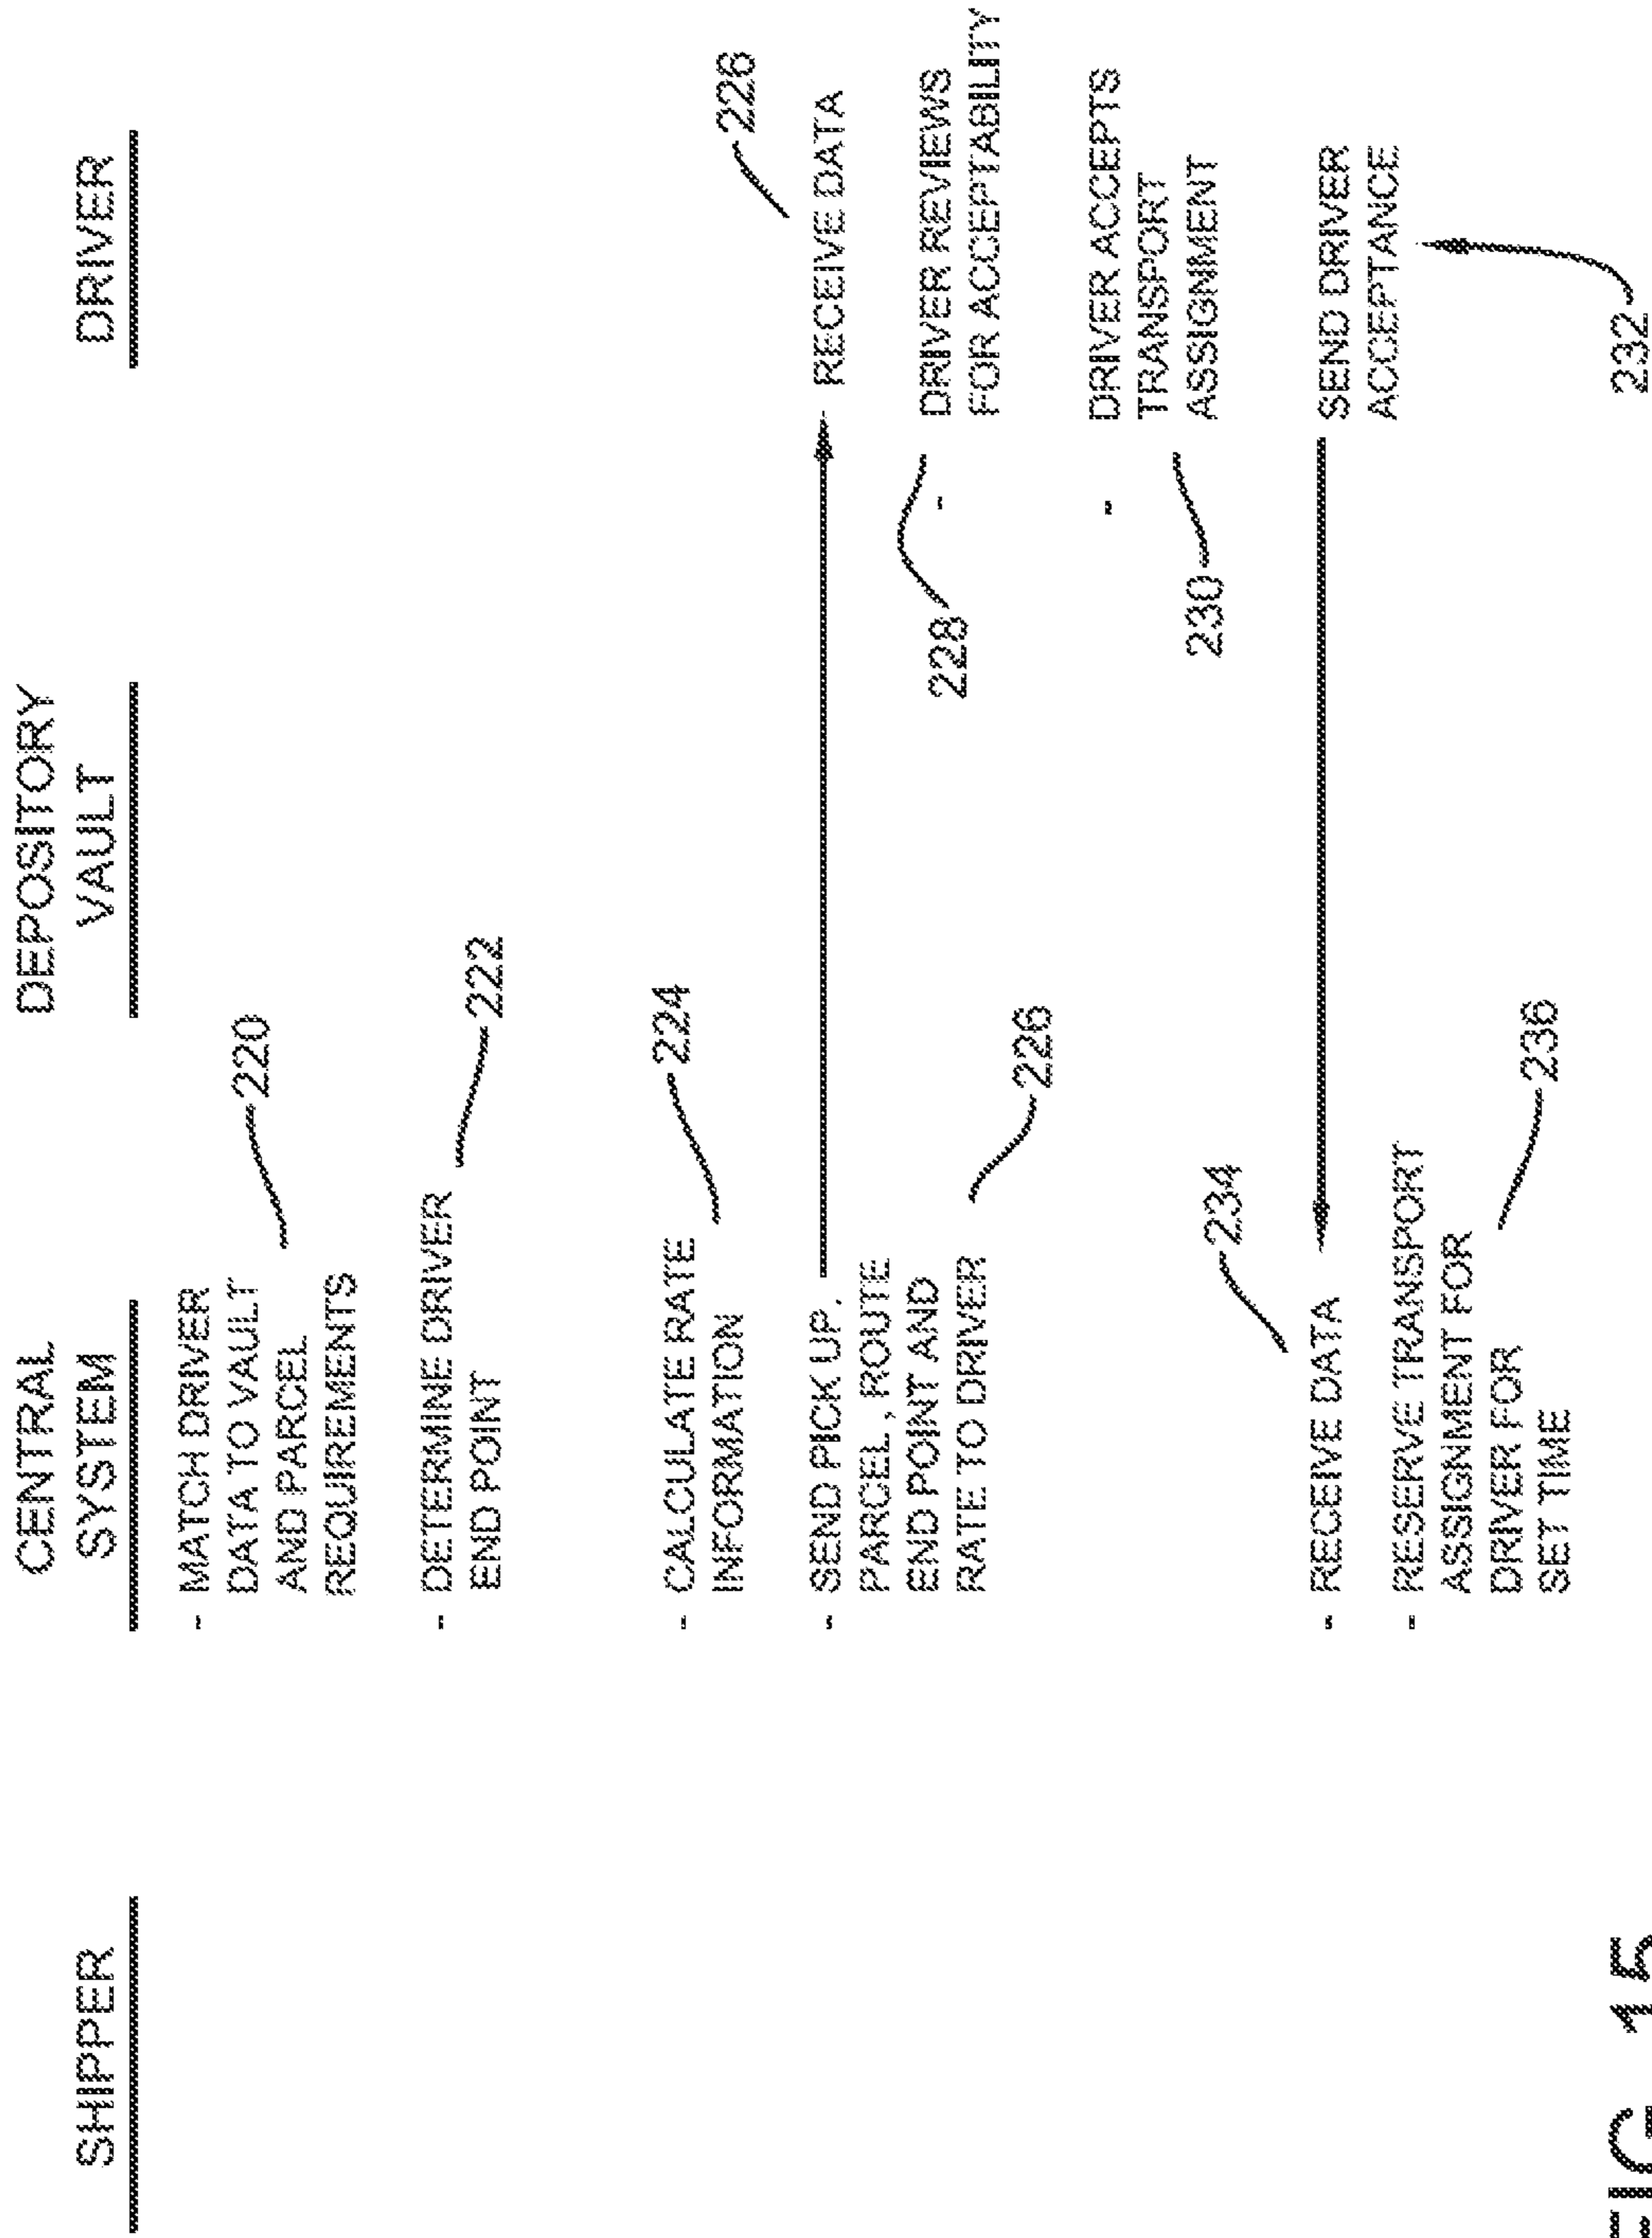 SHIPPER
CENTRAL
SYSTEM
DEPOSITORY
VAULT
DRIVER
- MATCH DRIVER
DATA TO VAULT
AND PARCEL
REQUIREMENTS
220
- DETERMINE DRIVER
END POINT
222
- CALCULATE RATE
INFORMATION
224
- SEND PICK UP,
PARCEL, ROUTE
END POINT AND
RATE TO DRIVER
226
RECEIVE DATA
226
- DRIVER REVIEWS
FOR ACCEPTABILITY
228
- DRIVER ACCEPTS
TRANSPORT
ASSIGNMENT
230
SEND DRIVER
ACCEPTANCE
232
- RECEIVE DATA
234
- RESERVE TRANSPORT
ASSIGNMENT FOR
DRIVER FOR
SET TIME
236
FIG. 15